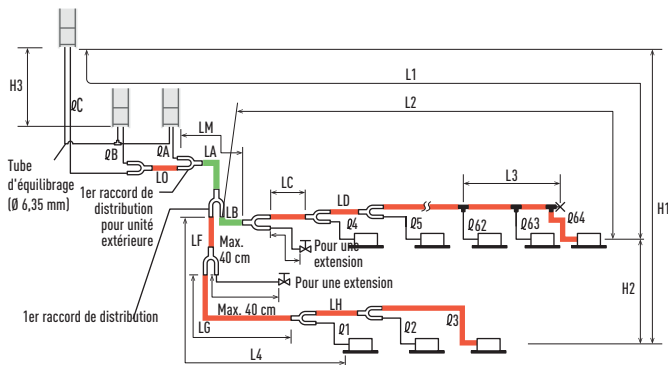 H3
ℓC
L1
L2
LM
H1
ℓB
ℓA
LA
LO
Tube
d'équilibrage
(Ø 6,35 mm)
1er raccord de
distribution
pour unité
extérieure
LB
LC
LD
L3
ℓ4
ℓ5
ℓ62
ℓ63
ℓ64
LF
Max.
40 cm
Pour une
extension
H2
Pour une extension
1er raccord de distribution
Max. 40 cm
LG
LH
ℓ1
ℓ2
ℓ3
L4